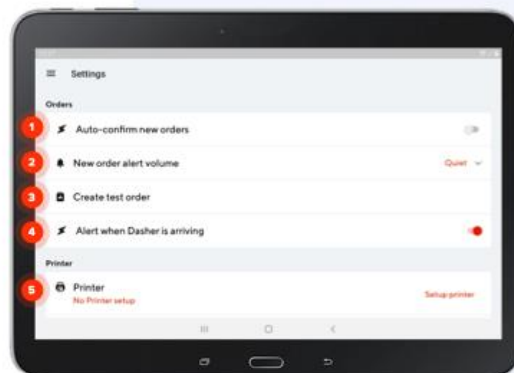 Settings
Orders
1 Auto-confirm new orders
2 New order alert volume Quiet
3 Create test order
4 Alert when Dasher is arriving
Printer
5 Printer
No Printer setup Setup printer